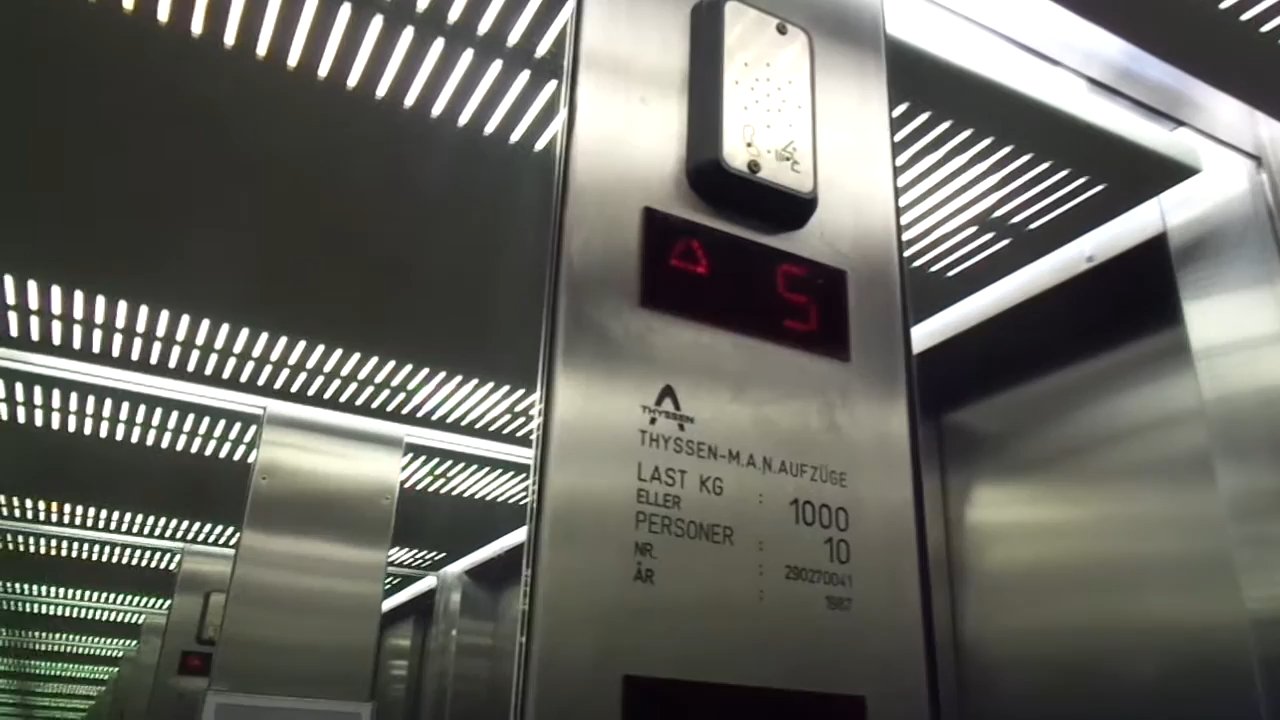 5
THYSSEN
THYSSEN-M.A.N. AUFZÜGE
LAST KG : 1000
ELLER
PERSONER : 10
NR. : 290270041
ÅR : 1987